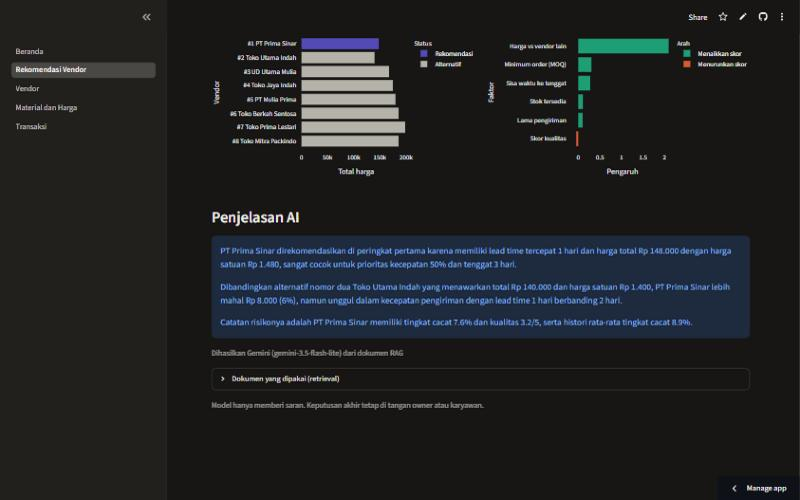 Share
Beranda
Rekomendasi Vendor
Vendor
Material dan Harga
Transaksi
Vendor
#1 PT Prima Sinar
#2 Toko Utama Indah
#3 UD Utama Mulia
#4 Toko Jaya Indah
#5 PT Mulia Prima
#6 Toko Berkah Sentosa
#7 Toko Prima Lestari
#8 Toko Mitra Packindo
0 50k 100k 150k 200k
Total harga
Status
Rekomendasi
Alternatif
Faktor
Harga vs vendor lain
Minimum order (MOQ)
Sisa waktu ke tenggat
Stok tersedia
Lama pengiriman
Skor kualitas
0 0.5 1 1.5 2
Pengaruh
Arah
Menaikkan skor
Menurunkan skor
Penjelasan AI
PT Prima Sinar direkomendasikan di peringkat pertama karena memiliki lead time tercepat 1 hari dan harga total Rp 148.000 dengan harga
satuan Rp 1.480, sangat cocok untuk prioritas kecepatan 50% dan tenggat 3 hari.
Dibandingkan alternatif nomor dua Toko Utama Indah yang menawarkan total Rp 140.000 dan harga satuan Rp 1.400, PT Prima Sinar lebih
mahal Rp 8.000 (6%), namun unggul dalam kecepatan pengiriman dengan lead time 1 hari berbanding 2 hari.
Catatan risikonya adalah PT Prima Sinar memiliki tingkat cacat 7.6% dan kualitas 3.2/5, serta histori rata-rata tingkat cacat 8.9%.
Dihasilkan Gemini (gemini-3.5-flash-lite) dari dokumen RAG
Dokumen yang dipakai (retrieval)
Model hanya memberi saran. Keputusan akhir tetap di tangan owner atau karyawan.
Manage app